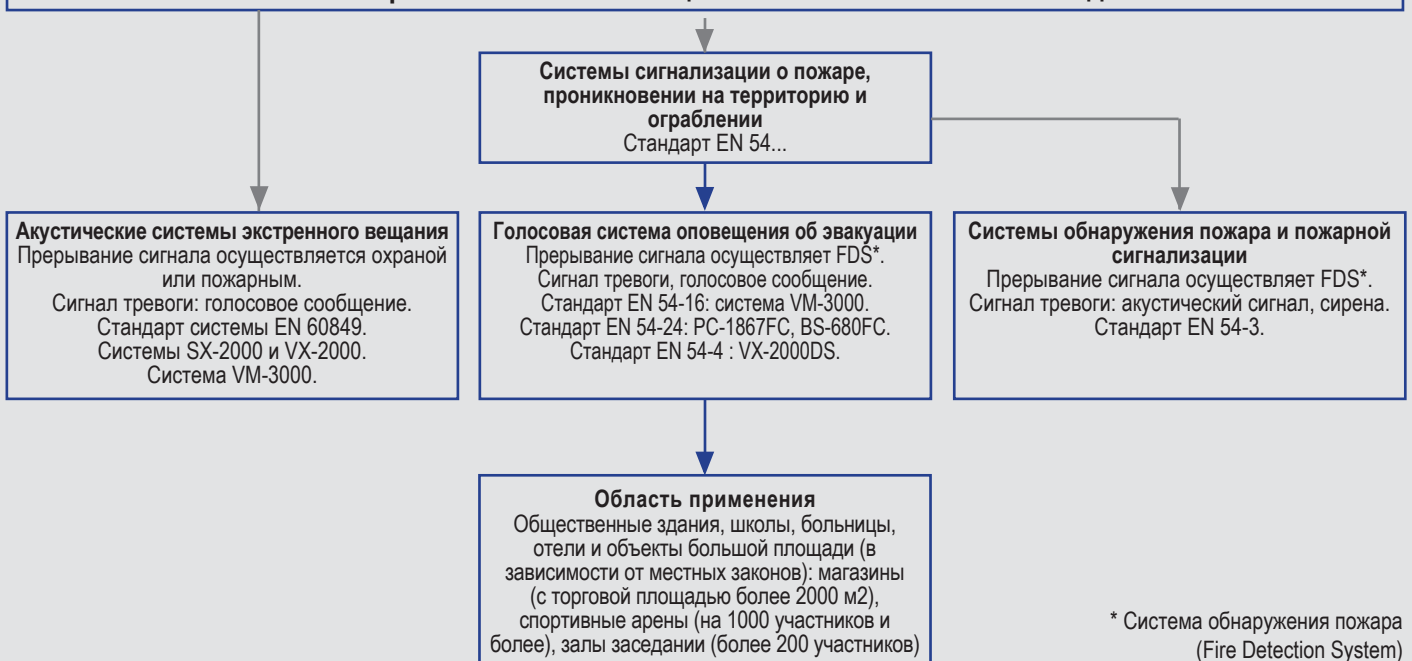 Системы сигнализации о пожаре,
проникновении на территорию и
ограблении
Стандарт EN 54...
Акустические системы экстренного вещания
Прерывание сигнала осуществляется охраной
или пожарным.
Сигнал тревоги: голосовое сообщение.
Стандарт системы EN 60849.
Системы SX-2000 и VX-2000.
Система VM-3000.
Голосовая система оповещения об эвакуации
Прерывание сигнала осуществляет FDS*.
Сигнал тревоги, голосовое сообщение.
Стандарт EN 54-16: система VM-3000.
Стандарт EN 54-24: PC-1867FC, BS-680FC.
Стандарт EN 54-4 : VX-2000DS.
Системы обнаружения пожара и пожарной
сигнализации
Прерывание сигнала осуществляет FDS*.
Сигнал тревоги: акустический сигнал, сирена.
Стандарт EN 54-3.
Область применения
Общественные здания, школы, больницы,
отели и объекты большой площади (в
зависимости от местных законов): магазины
(с торговой площадью более 2000 м2),
спортивные арены (на 1000 участников и
более), залы заседании (более 200 участников)
* Система обнаружения пожара
(Fire Detection System)